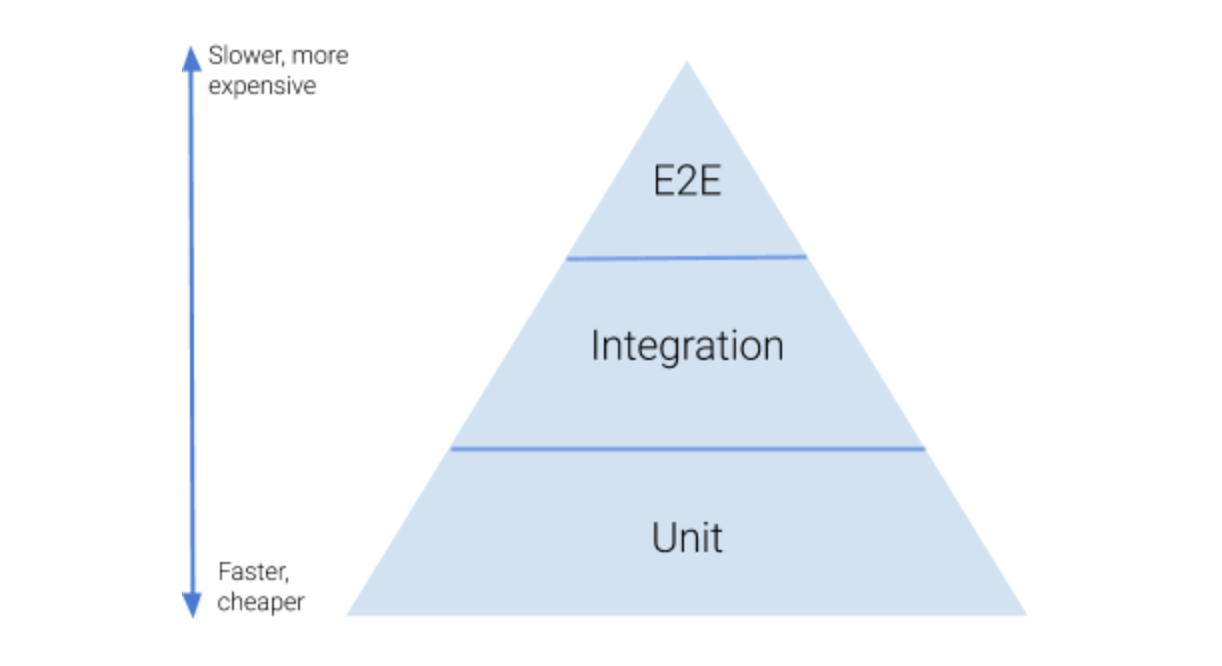 Slower, more
expensive
E2E
Integration
Unit
Faster,
cheaper